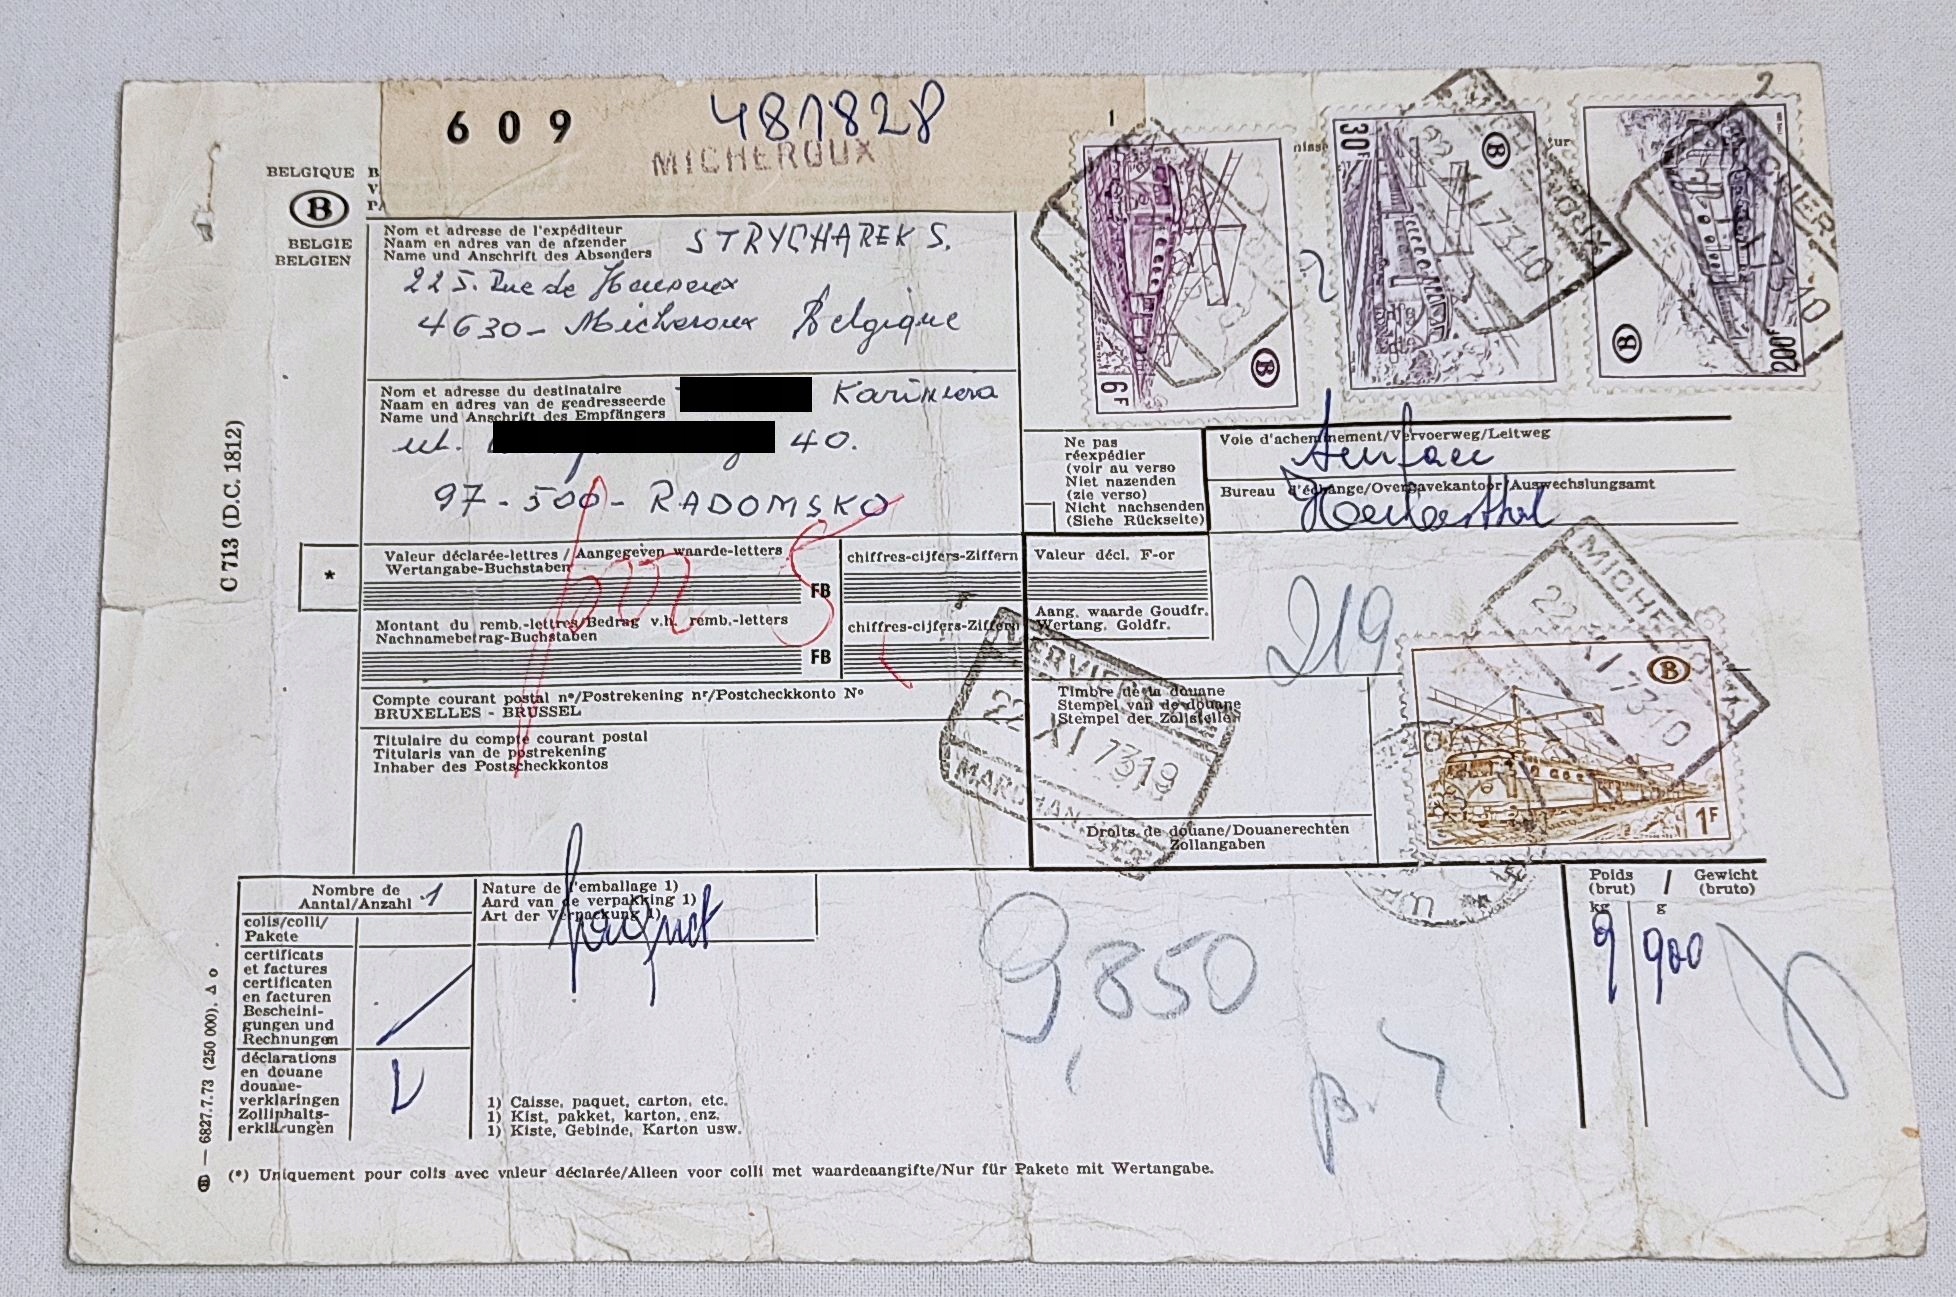 609
481828
MICHEROUX
1
2
BELGIQUE
B
BELGIE
BELGIEN
Nom et adresse de l'expéditeur
Naam en adres van de afzender
Name und Anschrift des Absenders
STRYCHAREK S.
225. Rue de
4630 - Micheroux Belgique
Nom et adresse du destinataire
Naam en adres van de geadresseerde
Name und Anschrift des Empfängers
ul. 40.
97-500- RADOMSKO
6F
B
30F
B
200F
B
C 713 (D.C. 1812)
Ne pas
réexpédier
(voir au verso
Niet nazenden
(zie verso)
Nicht nachsenden
(Siehe Rückseite)
Voie d'acheminement/Vervoerweg/Leitweg
Bureau d'échange/Overgavekantoor/Auswechslungsamt
Herbesthal
*
Valeur déclarée-lettres / Aangegeven waarde-letters
Wertangabe-Buchstaben
FB
chiffres-cijfers-Ziffern
Valeur décl. F-or
Aang. waarde Goudfr.
Wertang. Goldfr.
219
Montant du remb.-lettres/Bedrag v.h. remb.-letters
Nachnamebetrag-Buchstaben
FB
chiffres-cijfers-Ziffern
Compte courant postal nº/Postrekening nr/Postcheckkonto Nº
BRUXELLES - BRUSSEL
Titulaire du compte courant postal
Titularis van de postrekening
Inhaber des Postscheckkontos
22 XI 7319
Timbre de la douane
Stempel van de douane
Stempel der Zollstelle
Droits de douane/Douanerechten
Zollangaben
MICHEROUX
22 XI 7310
B
1F
Nombre de
Aantal/Anzahl
1
colis/colli/
Pakete
certificats
et factures
certificaten
en facturen
Bescheini-
gungen und
Rechnungen
déclarations
en douane
douane-
verklaringen
Zollinhalts-
erklärungen
Nature de l'emballage 1)
Aard van de verpakking 1)
Art der Verpackung 1)
paquet
9,850
Poids
(brut)
/
Gewicht
(bruto)
kg
g
9
900
1) Caisse, paquet, carton, etc.
1) Kist, pakket, karton, enz.
1) Kiste, Gebinde, Karton usw.
B — 6827.7.73 (250 000). Δ o
(*) Uniquement pour colis avec valeur déclarée/Alleen voor colli met waardeaangifte/Nur für Pakete mit Wertangabe.